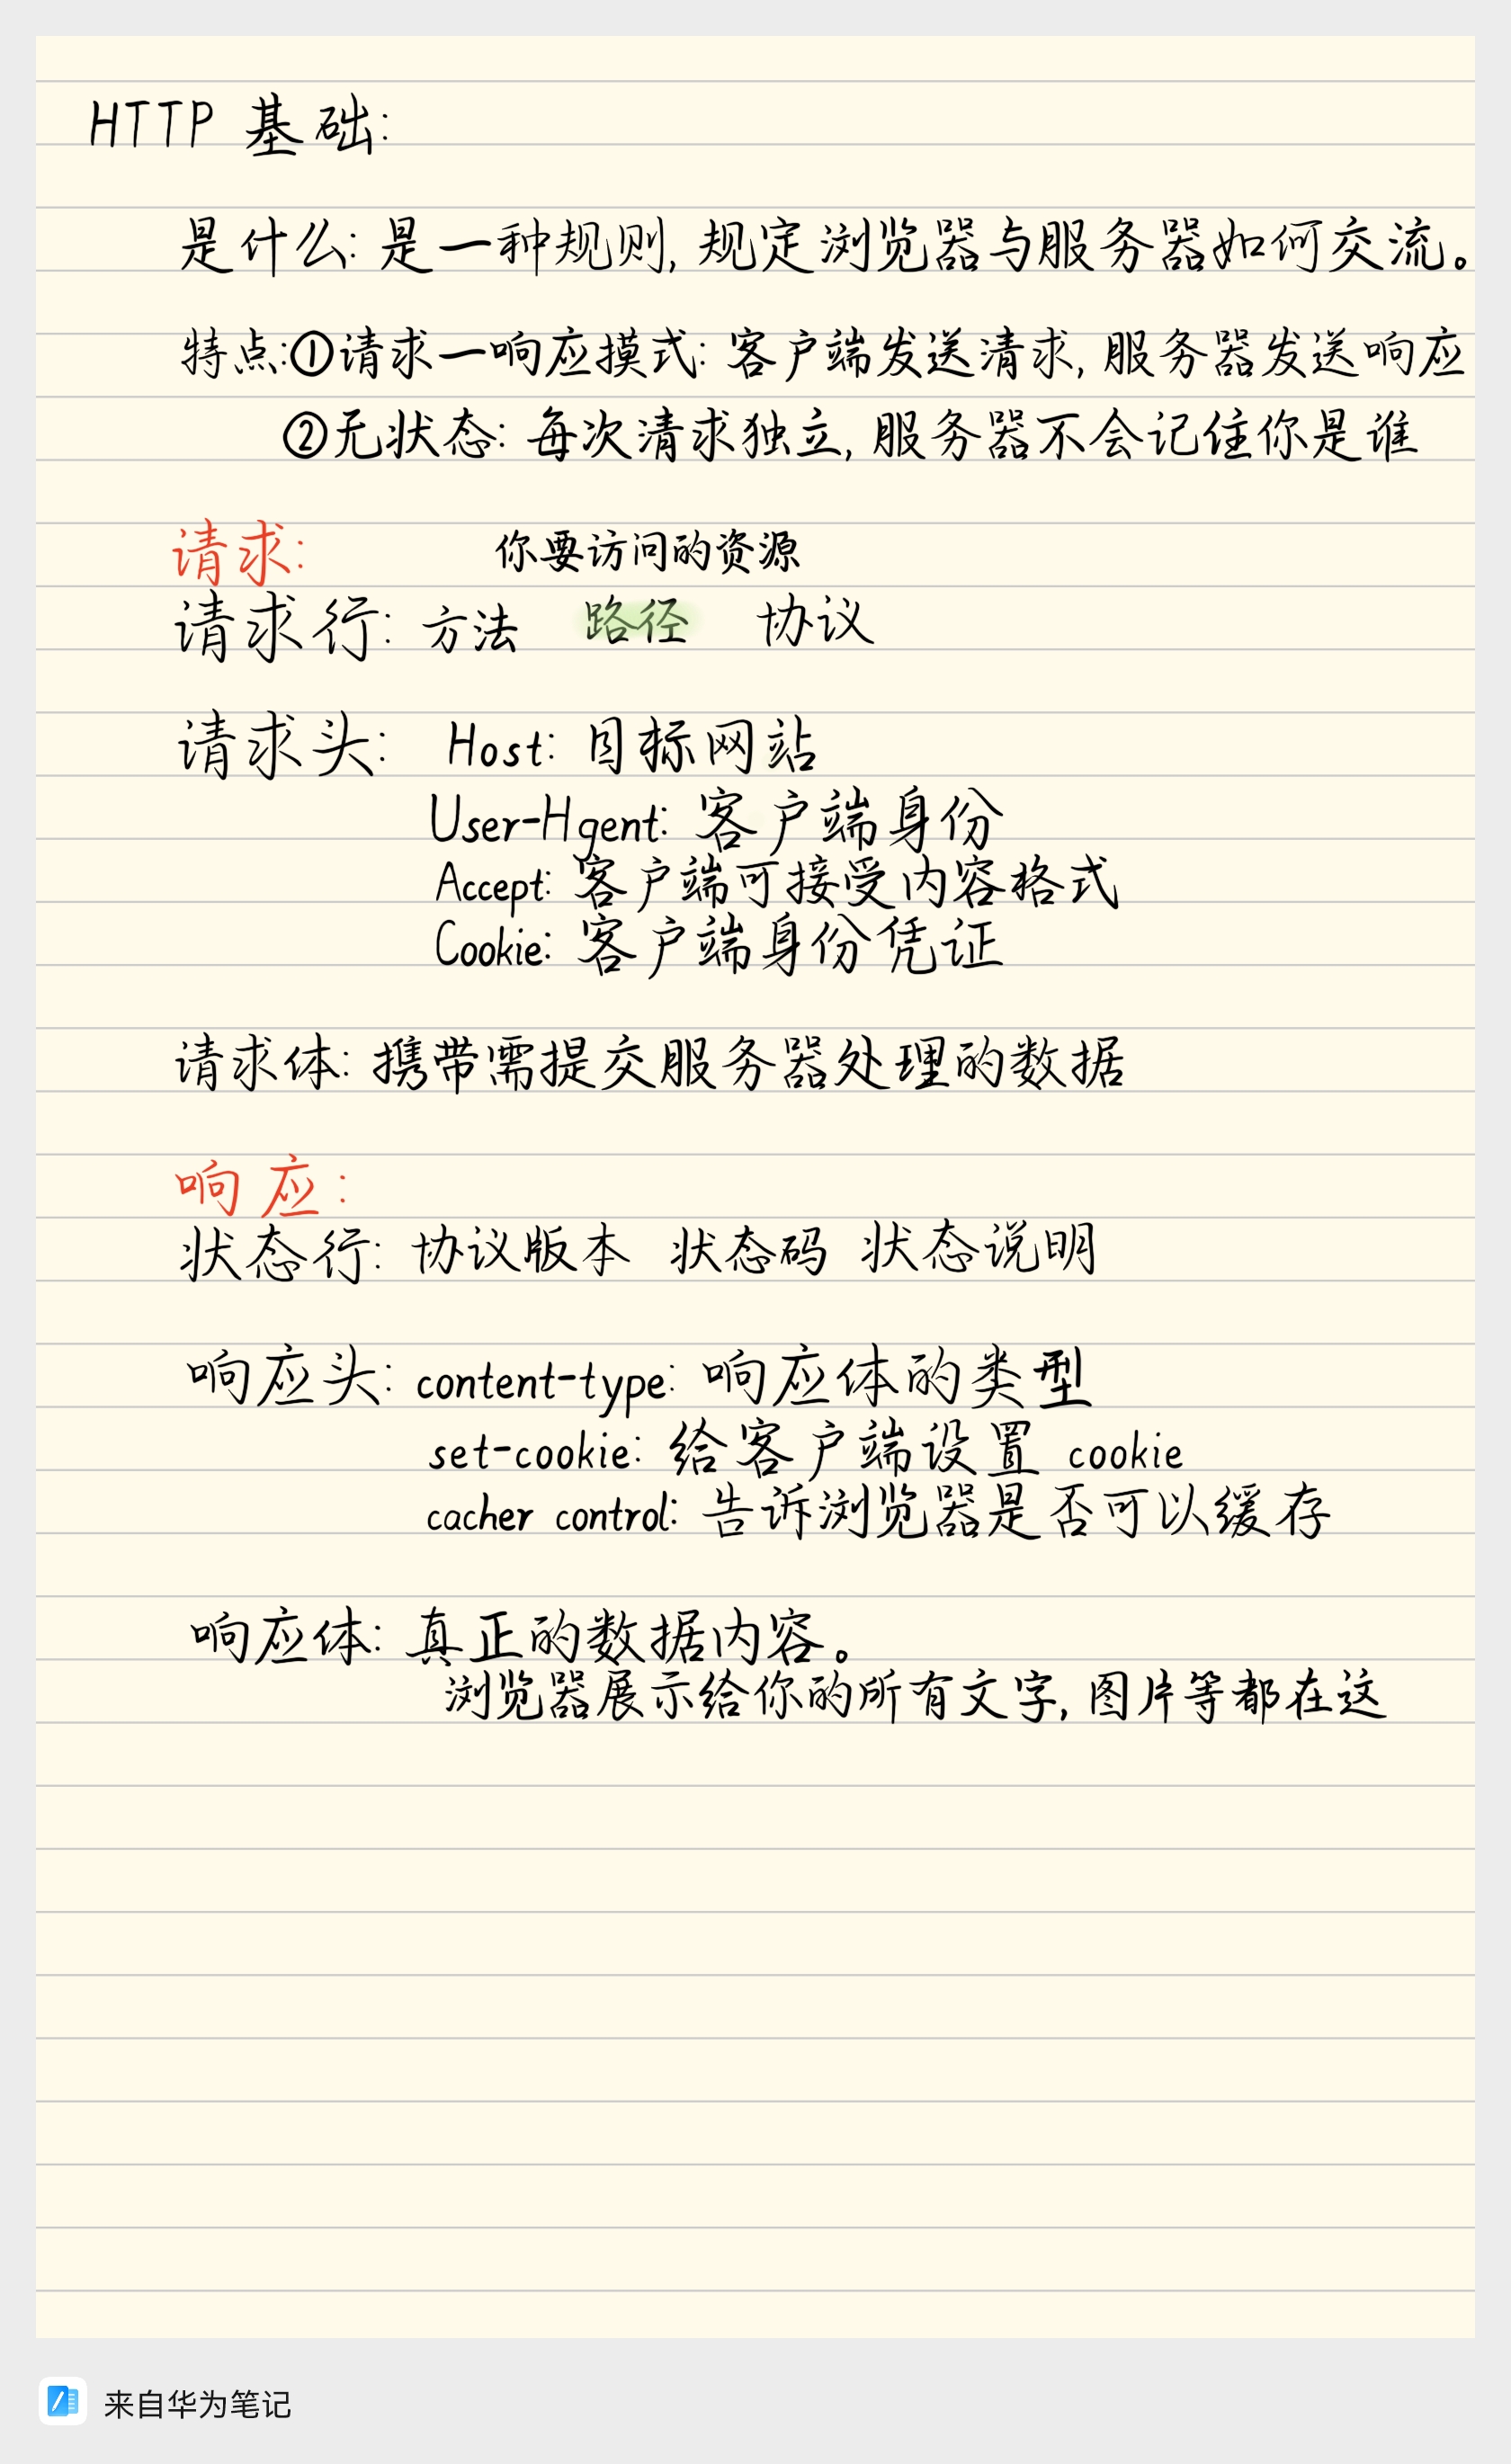 HTTP 基础:
是什么: 是一种规则, 规定浏览器与服务器如何交流。
特点:①请求一响应摸式: 客户端发送请求, 服务器发送响应
②无状态: 每次请求独立, 服务器不会记住你是谁
请求:
你要访问的资源
请求行: 方法 路径 协议
请求头: Host: 目标网站
User-Hgent: 客户端身份
Accept: 客户端可接受内容格式
Cookie: 客户端身份凭证
请求体: 携带需提交服务器处理的数据
响应:
状态行: 协议版本 状态码 状态说明
响应头: content-type: 响应体的类型
set-cookie: 给客户端设置 cookie
cacher control: 告诉浏览器是否可以缓存
响应体: 真正的数据内容。
浏览器展示给你的所有文字, 图片等都在这
来自华为笔记